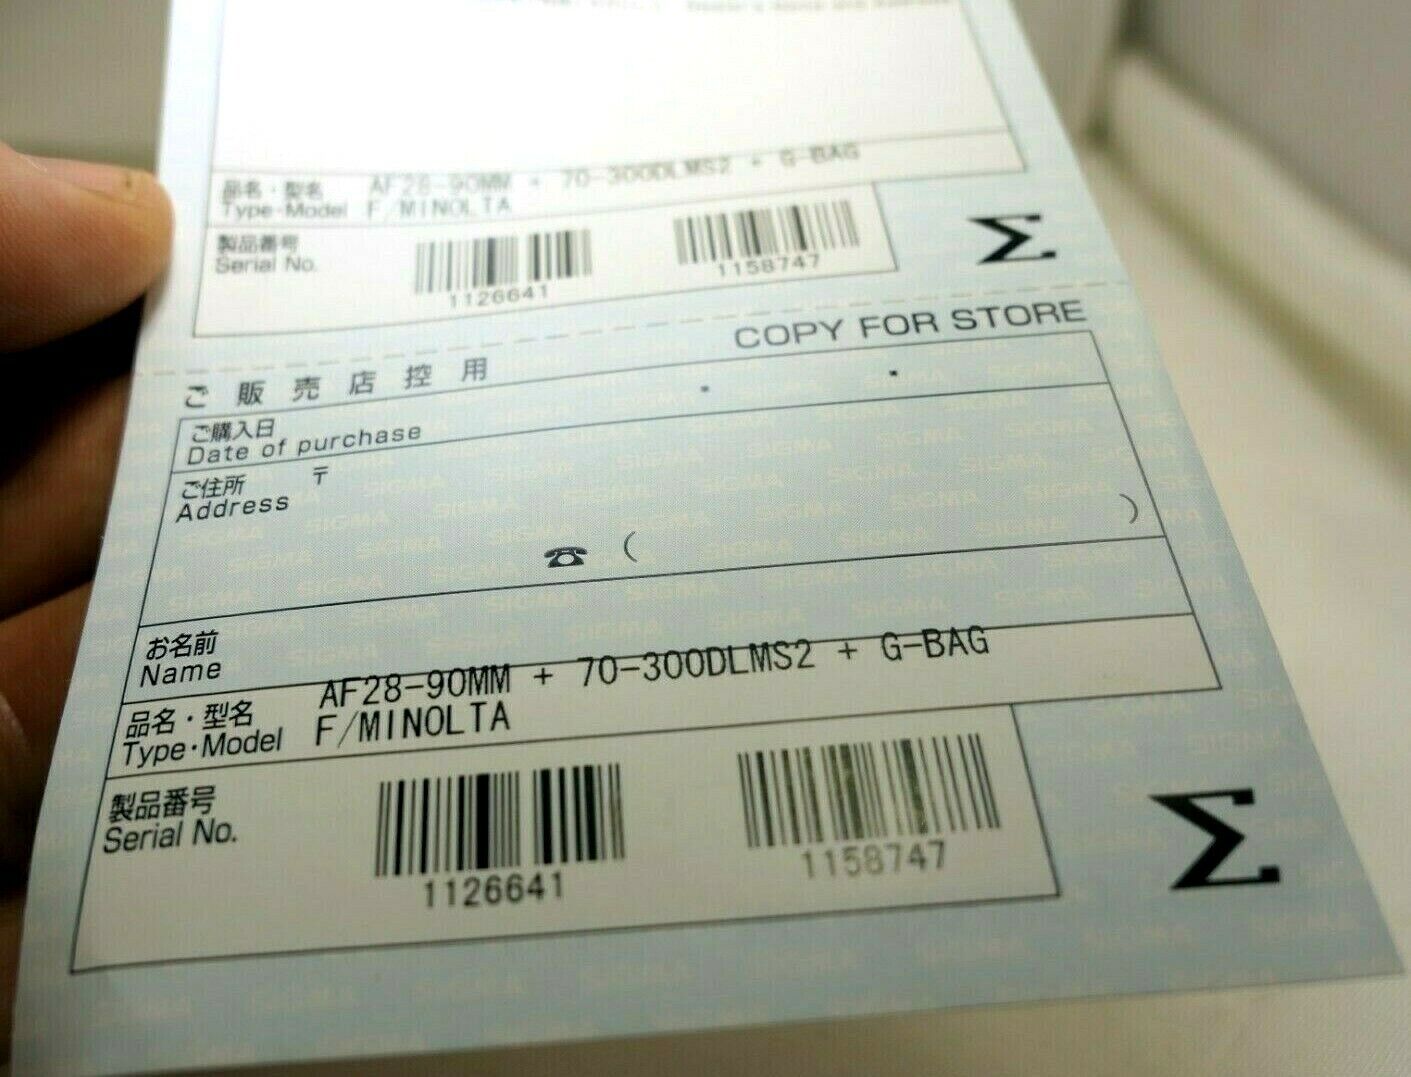 品名・型名 AF28-90MM + 70-300DLMS2 + G-BAG
Type・Model F/MINOLTA
製品番号
Serial No.
1126641 1158747
Σ
COPY FOR STORE
ご販売店控用
ご購入日
Date of purchase
ご住所 〒
Address
☎ ( )
お名前
Name
AF28-90MM + 70-300DLMS2 + G-BAG
品名・型名
Type・Model F/MINOLTA
製品番号
Serial No.
1126641 1158747
Σ
SIGMA